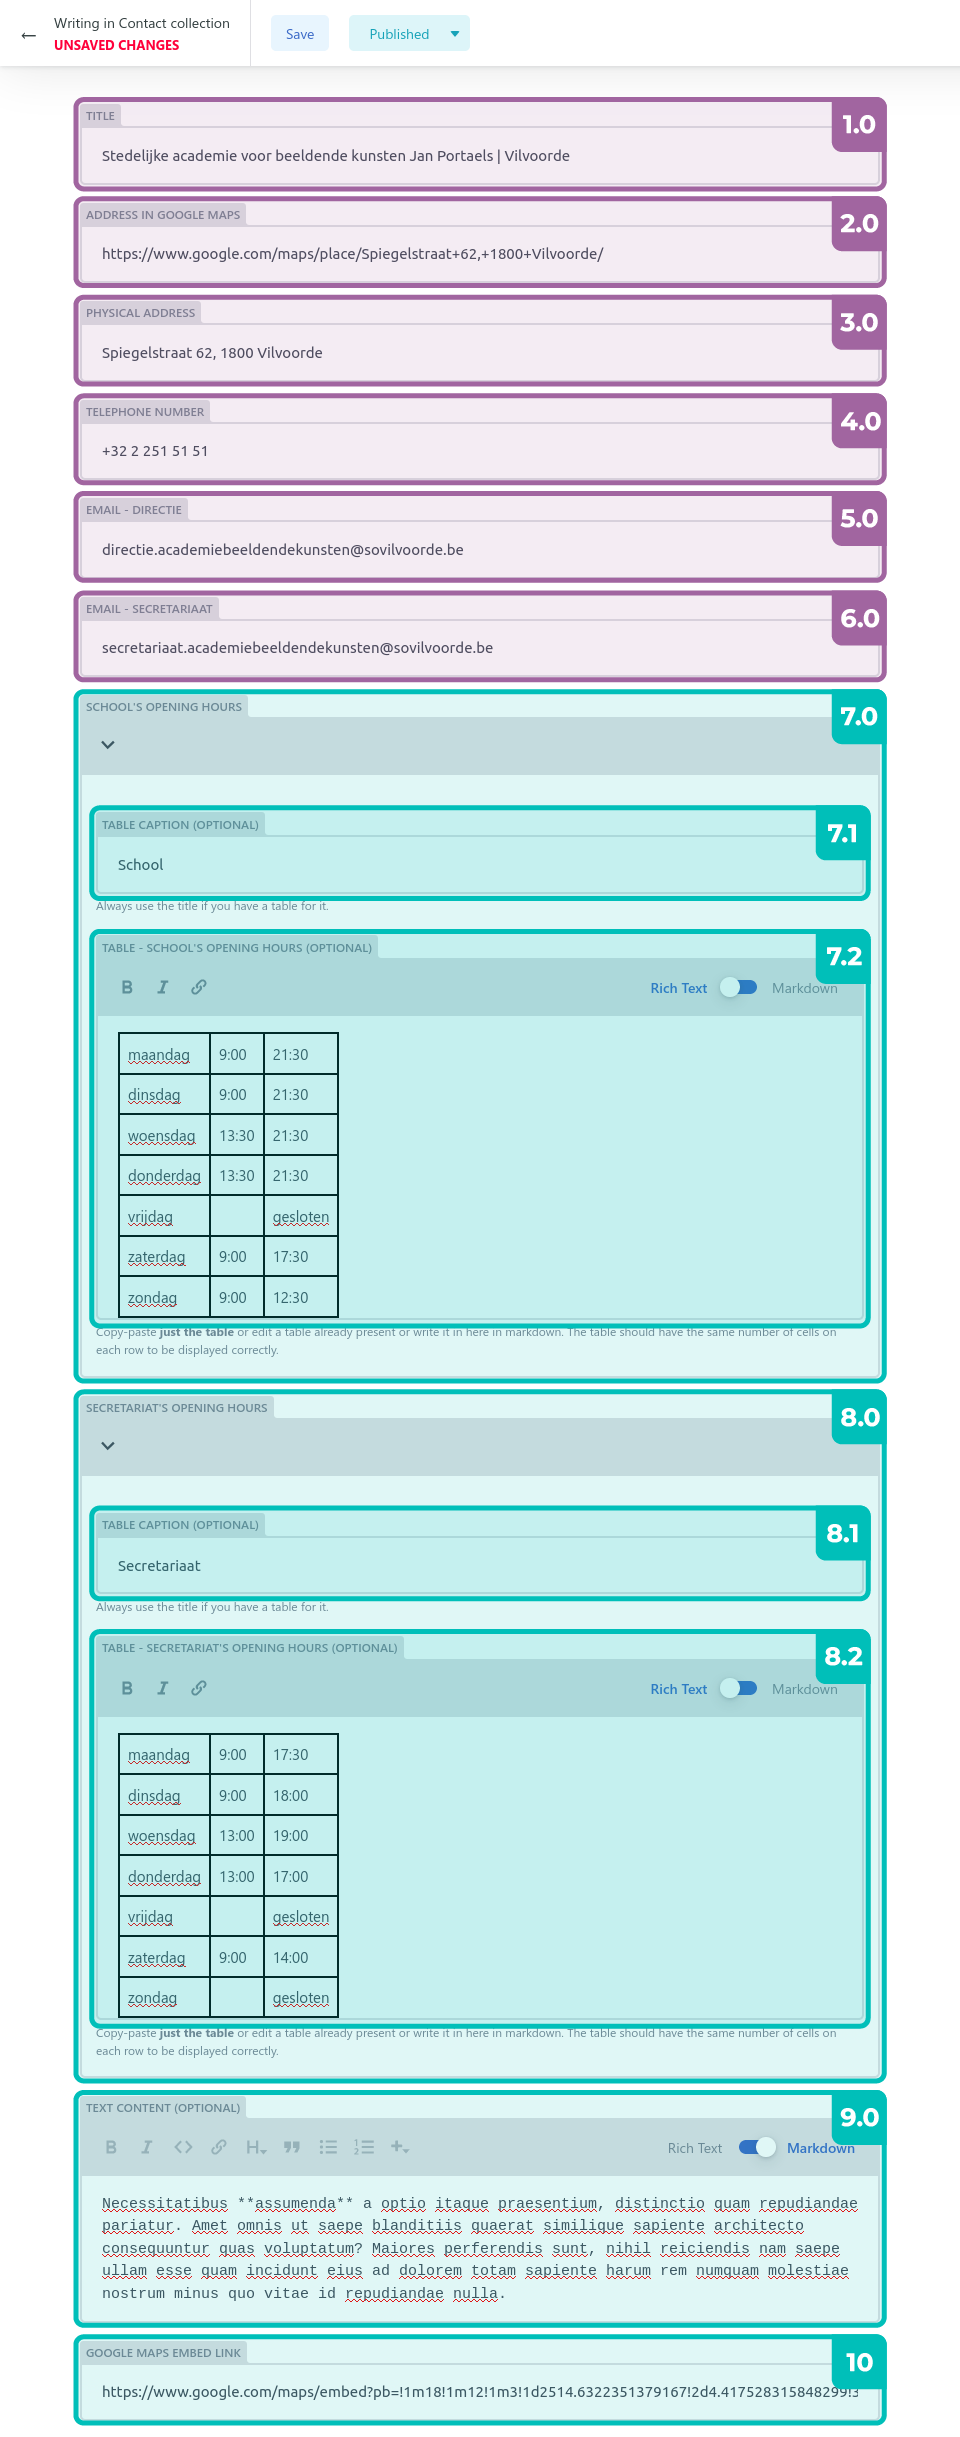 ← Writing in Contact collection
UNSAVED CHANGES
Save
Published
TITLE
1.0
Stedelijke academie voor beeldende kunsten Jan Portaels | Vilvoorde
ADDRESS IN GOOGLE MAPS
2.0
https://www.google.com/maps/place/Spiegelstraat+62,+1800+Vilvoorde/
PHYSICAL ADDRESS
3.0
Spiegelstraat 62, 1800 Vilvoorde
TELEPHONE NUMBER
4.0
+32 2 251 51 51
EMAIL - DIRECTIE
5.0
directie.academiebeeldendekunsten@sovilvoorde.be
EMAIL - SECRETARIAAT
6.0
secretariaat.academiebeeldendekunsten@sovilvoorde.be
SCHOOL'S OPENING HOURS
7.0
TABLE CAPTION (OPTIONAL)
7.1
School
Always use the title if you have a table for it.
TABLE - SCHOOL'S OPENING HOURS (OPTIONAL)
7.2
B I Rich Text Markdown
maandag 9:00 21:30
dinsdag 9:00 21:30
woensdag 13:30 21:30
donderdag 13:30 21:30
vrijdag gesloten
zaterdag 9:00 17:30
zondag 9:00 12:30
Copy-paste just the table or edit a table already present or write it in here in markdown. The table should have the same number of cells on
each row to be displayed correctly.
SECRETARIAT'S OPENING HOURS
8.0
TABLE CAPTION (OPTIONAL)
8.1
Secretariaat
Always use the title if you have a table for it.
TABLE - SECRETARIAT'S OPENING HOURS (OPTIONAL)
8.2
B I Rich Text Markdown
maandag 9:00 17:30
dinsdag 9:00 18:00
woensdag 13:00 19:00
donderdag 13:00 17:00
vrijdag gesloten
zaterdag 9:00 14:00
zondag gesloten
Copy-paste just the table or edit a table already present or write it in here in markdown. The table should have the same number of cells on
each row to be displayed correctly.
TEXT CONTENT (OPTIONAL)
9.0
B I <> H Rich Text Markdown
Necessitatibus **assumenda** a optio itaque praesentium, distinctio quam repudiandae
pariatur. Amet omnis ut saepe blanditiis quaerat similique sapiente architecto
consequuntur quas voluptatum? Maiores perferendis sunt, nihil reiciendis nam saepe
ullam esse quam incidunt eius ad dolorem totam sapiente harum rem numquam molestiae
nostrum minus quo vitae id repudiandae nulla.
GOOGLE MAPS EMBED LINK
10
https://www.google.com/maps/embed?pb=!1m18!1m12!1m3!1d2514.6322351379167!2d4.417528315848299!3